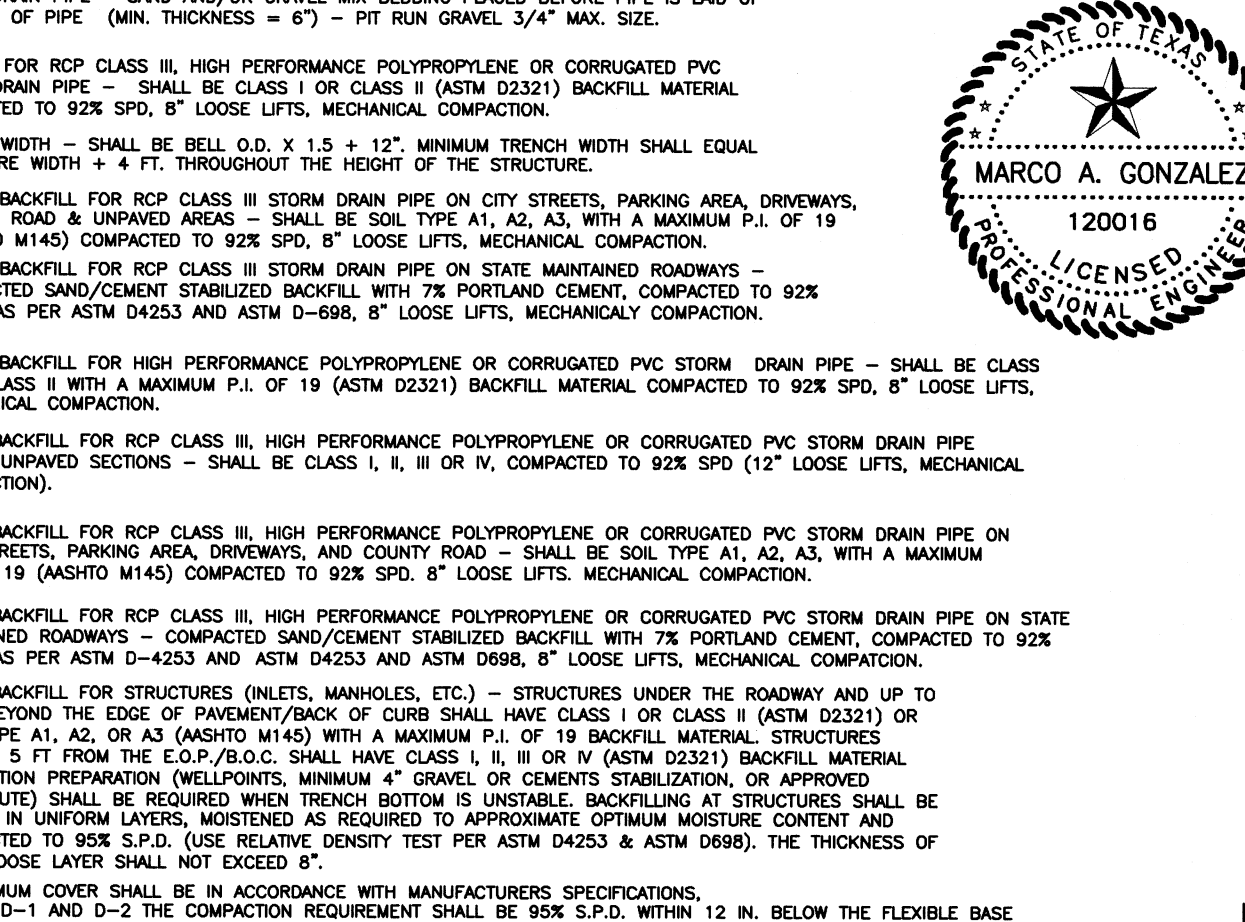 OF PIPE (MIN. THICKNESS = 6") – PIT RUN GRAVEL 3/4" MAX. SIZE.
FOR RCP CLASS III, HIGH PERFORMANCE POLYPROPYLENE OR CORRUGATED PVC
DRAIN PIPE – SHALL BE CLASS I OR CLASS II (ASTM D2321) BACKFILL MATERIAL
TED TO 92% SPD, 8" LOOSE LIFTS, MECHANICAL COMPACTION.
WIDTH – SHALL BE BELL O.D. X 1.5 + 12". MINIMUM TRENCH WIDTH SHALL EQUAL
RE WIDTH + 4 FT. THROUGHOUT THE HEIGHT OF THE STRUCTURE.
BACKFILL FOR RCP CLASS III STORM DRAIN PIPE ON CITY STREETS, PARKING AREA, DRIVEWAYS,
ROAD & UNPAVED AREAS – SHALL BE SOIL TYPE A1, A2, A3, WITH A MAXIMUM P.I. OF 19
M145) COMPACTED TO 92% SPD, 8" LOOSE LIFTS, MECHANICAL COMPACTION.
BACKFILL FOR RCP CLASS III STORM DRAIN PIPE ON STATE MAINTAINED ROADWAYS –
CTED SAND/CEMENT STABILIZED BACKFILL WITH 7% PORTLAND CEMENT, COMPACTED TO 92%
AS PER ASTM D4253 AND ASTM D–698, 8" LOOSE LIFTS, MECHANICALY COMPACTION.
BACKFILL FOR HIGH PERFORMANCE POLYPROPYLENE OR CORRUGATED PVC STORM DRAIN PIPE – SHALL BE CLASS
LASS II WITH A MAXIMUM P.I. OF 19 (ASTM D2321) BACKFILL MATERIAL COMPACTED TO 92% SPD, 8" LOOSE LIFTS,
ICAL COMPACTION.
BACKFILL FOR RCP CLASS III, HIGH PERFORMANCE POLYPROPYLENE OR CORRUGATED PVC STORM DRAIN PIPE
UNPAVED SECTIONS – SHALL BE CLASS I, II, III OR IV, COMPACTED TO 92% SPD (12" LOOSE LIFTS, MECHANICAL
TION).
BACKFILL FOR RCP CLASS III, HIGH PERFORMANCE POLYPROPYLENE OR CORRUGATED PVC STORM DRAIN PIPE ON
REETS, PARKING AREA, DRIVEWAYS, AND COUNTY ROAD – SHALL BE SOIL TYPE A1, A2, A3, WITH A MAXIMUM
19 (AASHTO M145) COMPACTED TO 92% SPD. 8" LOOSE LIFTS. MECHANICAL COMPACTION.
BACKFILL FOR RCP CLASS III, HIGH PERFORMANCE POLYPROPYLENE OR CORRUGATED PVC STORM DRAIN PIPE ON STATE
NED ROADWAYS – COMPACTED SAND/CEMENT STABILIZED BACKFILL WITH 7% PORTLAND CEMENT, COMPACTED TO 92%
AS PER ASTM D–4253 AND ASTM D4253 AND ASTM D698, 8" LOOSE LIFTS, MECHANICAL COMPATCION.
BACKFILL FOR STRUCTURES (INLETS, MANHOLES, ETC.) – STRUCTURES UNDER THE ROADWAY AND UP TO
EYOND THE EDGE OF PAVEMENT/BACK OF CURB SHALL HAVE CLASS I OR CLASS II (ASTM D2321) OR
PE A1, A2, OR A3 (AASHTO M145) WITH A MAXIMUM P.I. OF 19 BACKFILL MATERIAL. STRUCTURES
5 FT FROM THE E.O.P./B.O.C. SHALL HAVE CLASS I, II, III OR IV (ASTM D2321) BACKFILL MATERIAL
TION PREPARATION (WELLPOINTS, MINIMUM 4" GRAVEL OR CEMENTS STABILIZATION, OR APPROVED
UTE) SHALL BE REQUIRED WHEN TRENCH BOTTOM IS UNSTABLE. BACKFILLING AT STRUCTURES SHALL BE
IN UNIFORM LAYERS, MOISTENED AS REQUIRED TO APPROXIMATE OPTIMUM MOISTURE CONTENT AND
TED TO 95% S.P.D. (USE RELATIVE DENSITY TEST PER ASTM D4253 & ASTM D698). THE THICKNESS OF
OOSE LAYER SHALL NOT EXCEED 8".
MUM COVER SHALL BE IN ACCORDANCE WITH MANUFACTURERS SPECIFICATIONS,
D–1 AND D–2 THE COMPACTION REQUIREMENT SHALL BE 95% S.P.D. WITHIN 12 IN. BELOW THE FLEXIBLE BASE
STATE OF TEXAS
MARCO A. GONZALEZ
120016
LICENSED
PROFESSIONAL ENGINEER